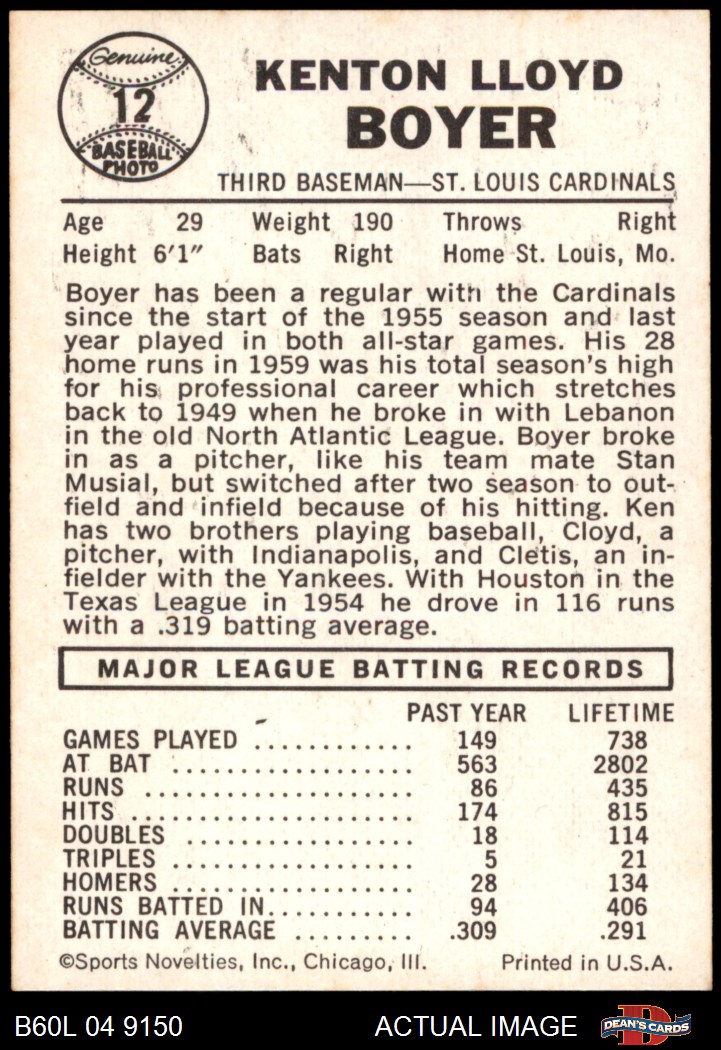 Genuine
12
BASEBALL
PHOTO
KENTON LLOYD
BOYER
THIRD BASEMAN—ST. LOUIS CARDINALS
Age 29 Weight 190 Throws Right
Height 6'1" Bats Right Home St. Louis, Mo.
Boyer has been a regular with the Cardinals
since the start of the 1955 season and last
year played in both all-star games. His 28
home runs in 1959 was his total season's high
for his professional career which stretches
back to 1949 when he broke in with Lebanon
in the old North Atlantic League. Boyer broke
in as a pitcher, like his team mate Stan
Musial, but switched after two season to out-
field and infield because of his hitting. Ken
has two brothers playing baseball, Cloyd, a
pitcher, with Indianapolis, and Cletis, an in-
fielder with the Yankees. With Houston in the
Texas League in 1954 he drove in 116 runs
with a .319 batting average.
MAJOR LEAGUE BATTING RECORDS
PAST YEAR LIFETIME
GAMES PLAYED ............ 149 738
AT BAT .................. 563 2802
RUNS .................... 86 435
HITS ..................... 174 815
DOUBLES ................. 18 114
TRIPLES .................. 5 21
HOMERS .................. 28 134
RUNS BATTED IN............ 94 406
BATTING AVERAGE ......... .309 .291
©Sports Novelties, Inc., Chicago, Ill. Printed in U.S.A.
B60L 04 9150 ACTUAL IMAGE DEAN'S CARDS